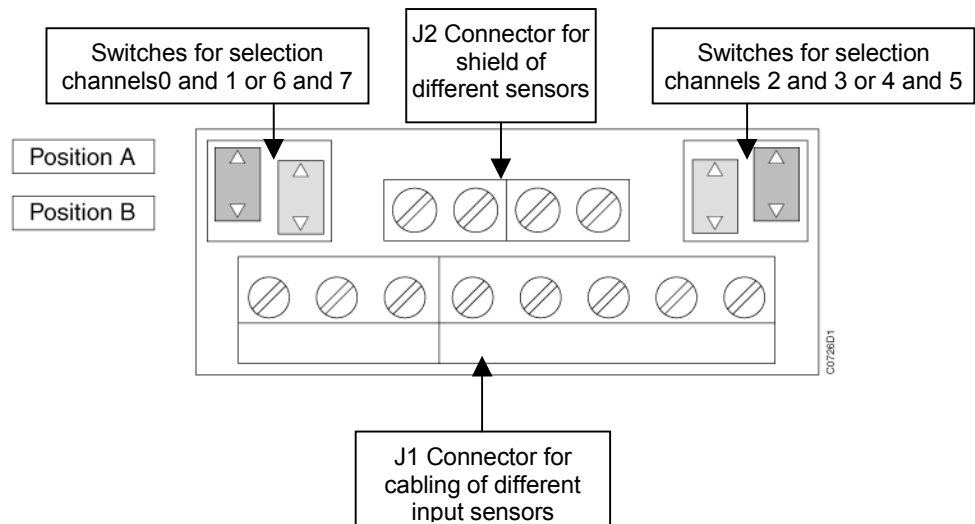 Switches for selection
channels0 and 1 or 6 and 7
J2 Connector for
shield of
different sensors
Switches for selection
channels 2 and 3 or 4 and 5
Position A
Position B
C0726D1
J1 Connector for
cabling of different
input sensors